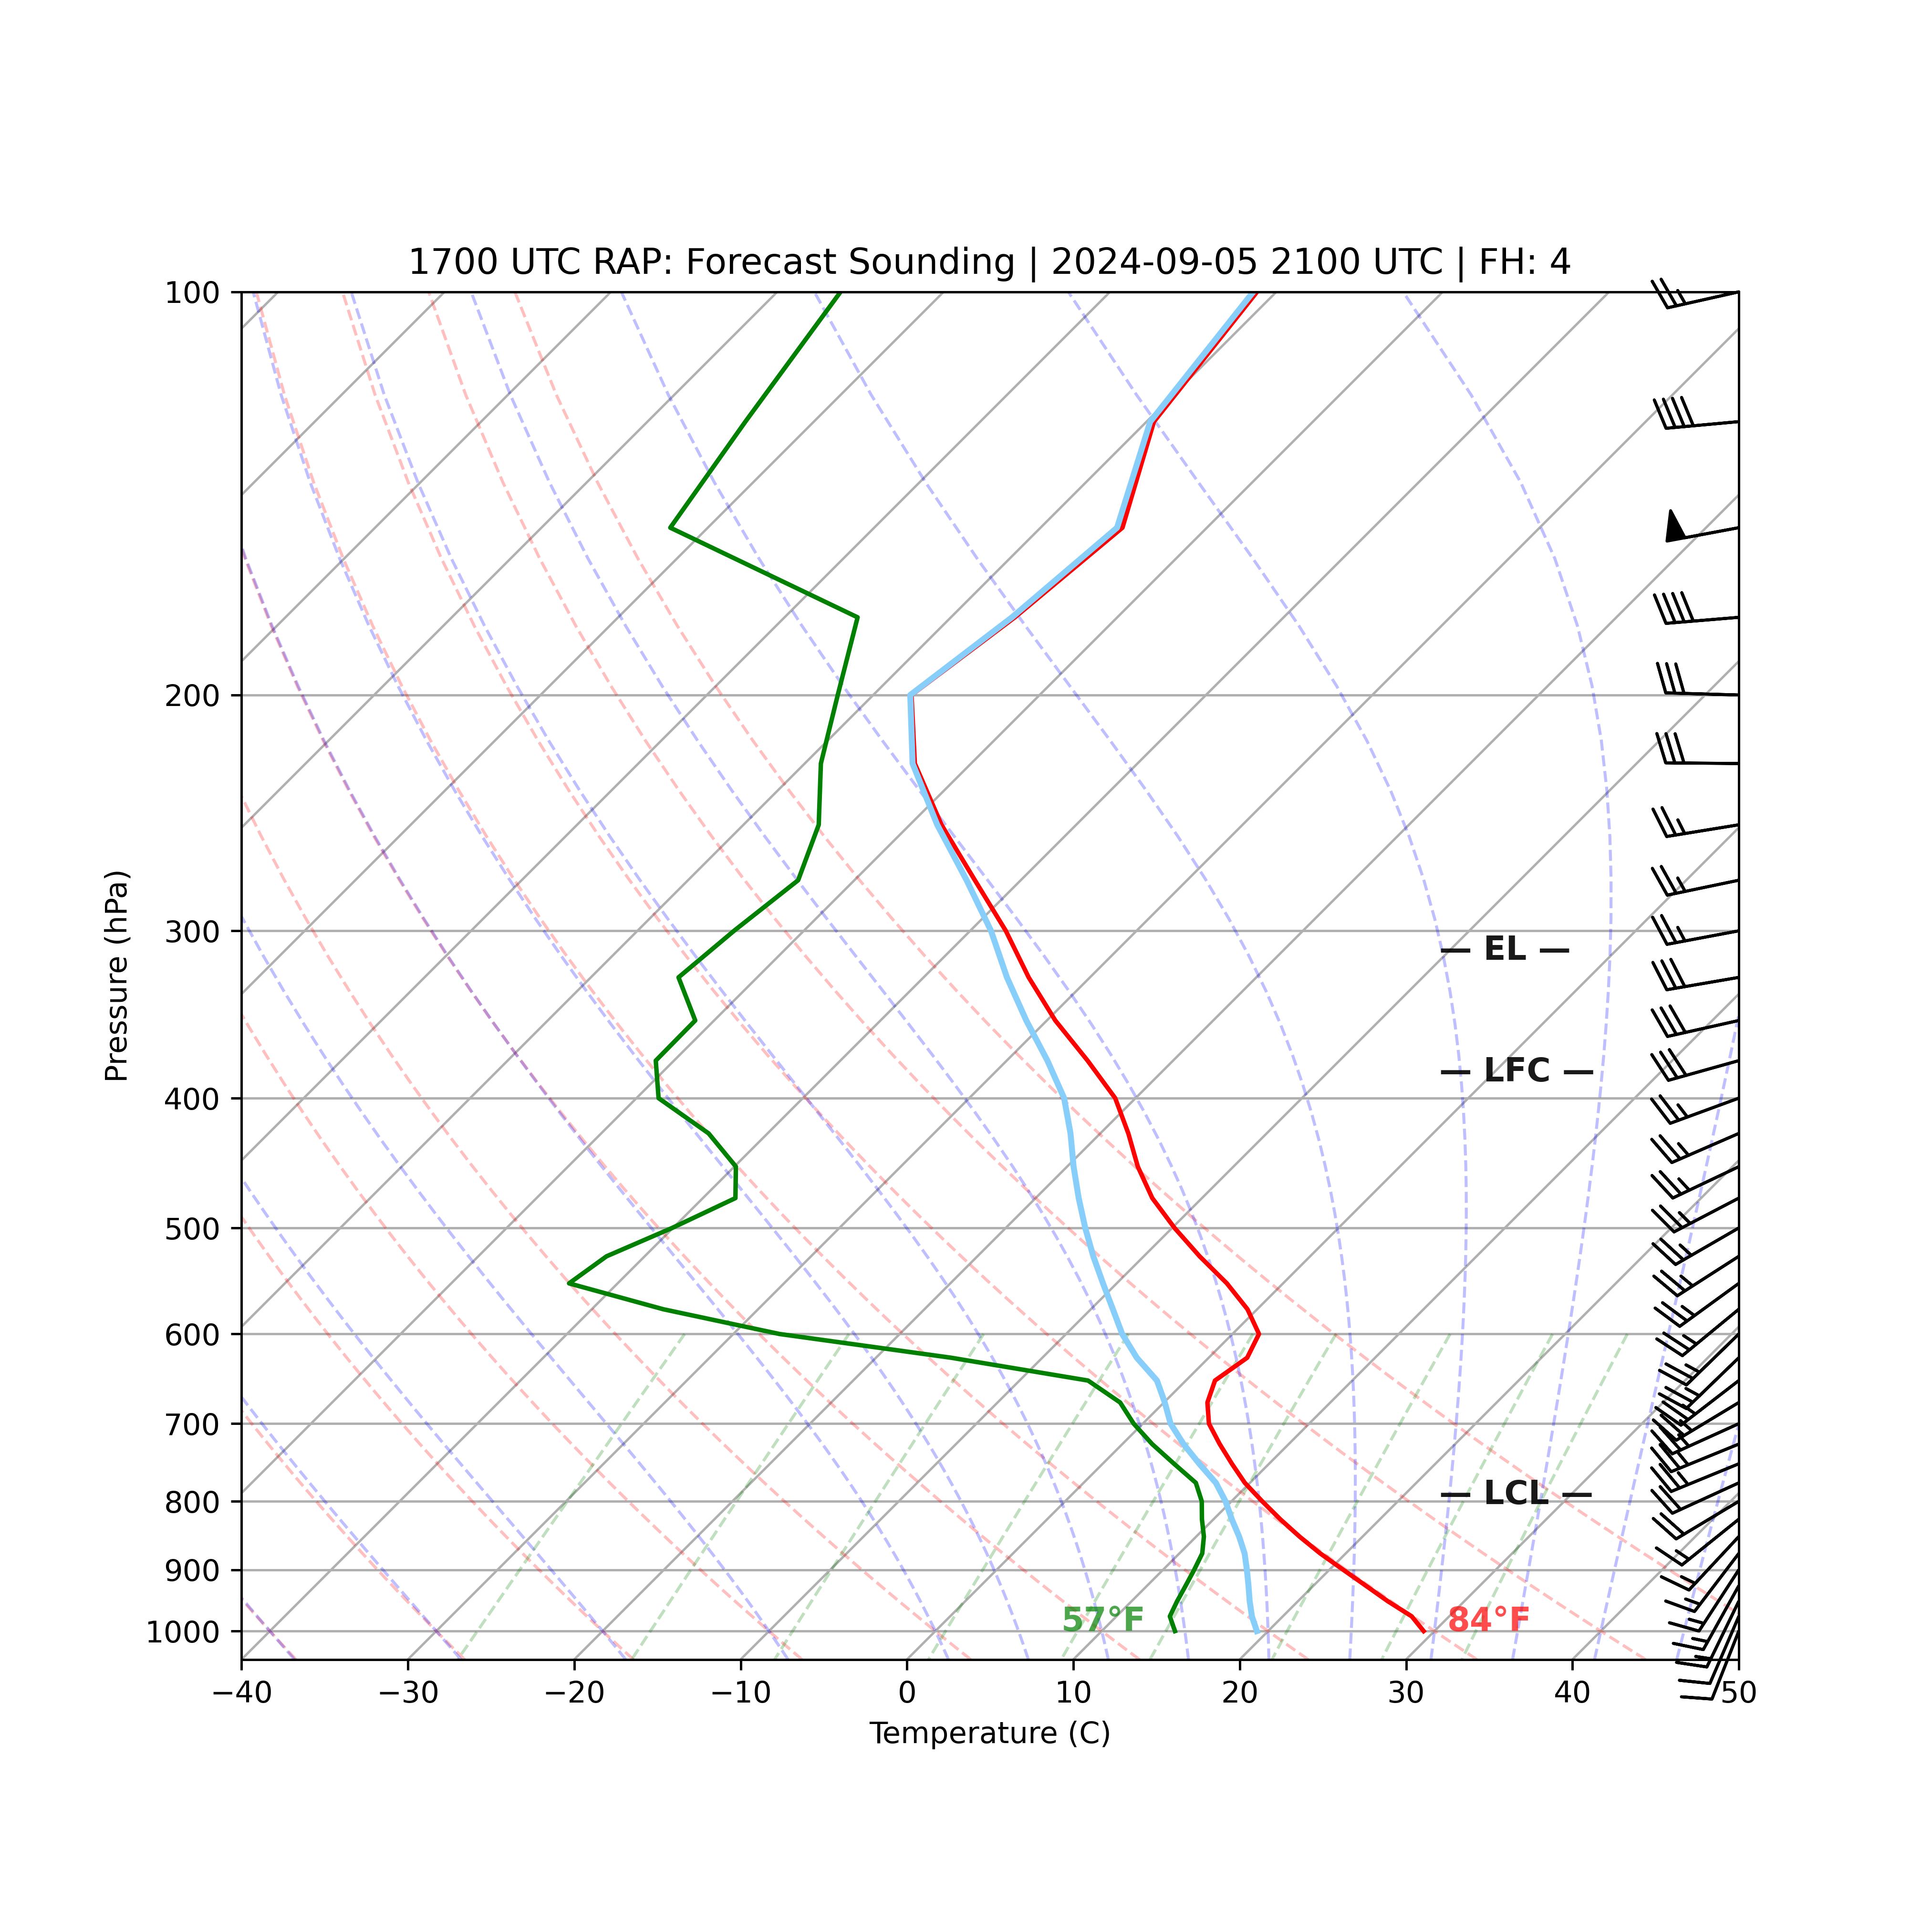 1700 UTC RAP: Forecast Sounding | 2024-09-05 2100 UTC | FH: 4
100
200
300
— EL —
— LFC —
400
500
600
700
— LCL —
800
900
57°F 84°F
1000
Pressure (hPa)
−40 −30 −20 −10 0 10 20 30 40 50
Temperature (C)